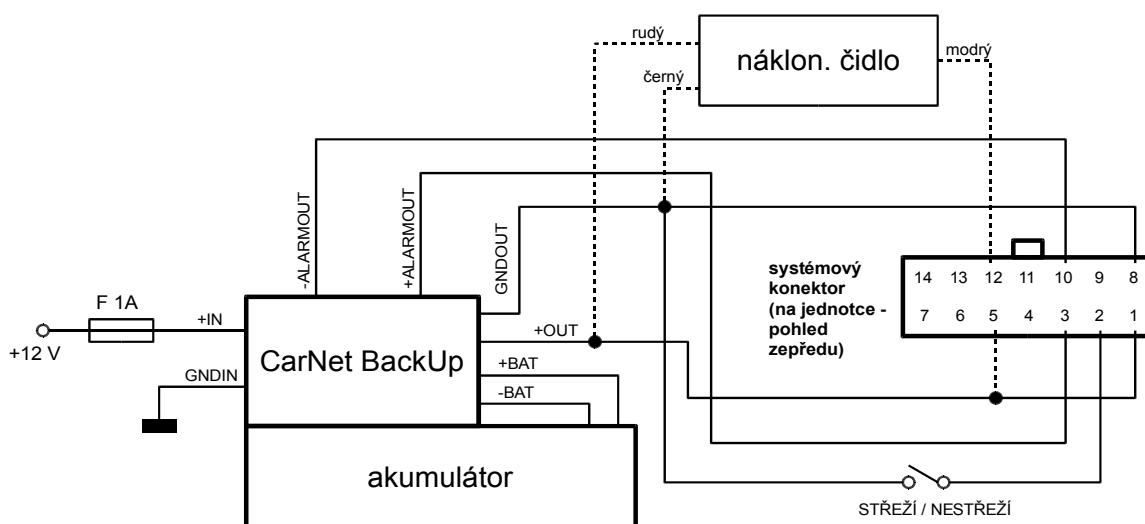 rudý
náklon. čidlo
modrý
černý
-ALARMOUT
+ALARMOUT
GNDOUT
systémový
konektor
(na jednotce -
pohled
zepředu)
14 13 12 11 10 9 8
7 6 5 4 3 2 1
F 1A
+IN
+12 V
+OUT
CarNet BackUp
GNDIN
+BAT
-BAT
akumulátor
STŘEŽÍ / NESTŘEŽÍ